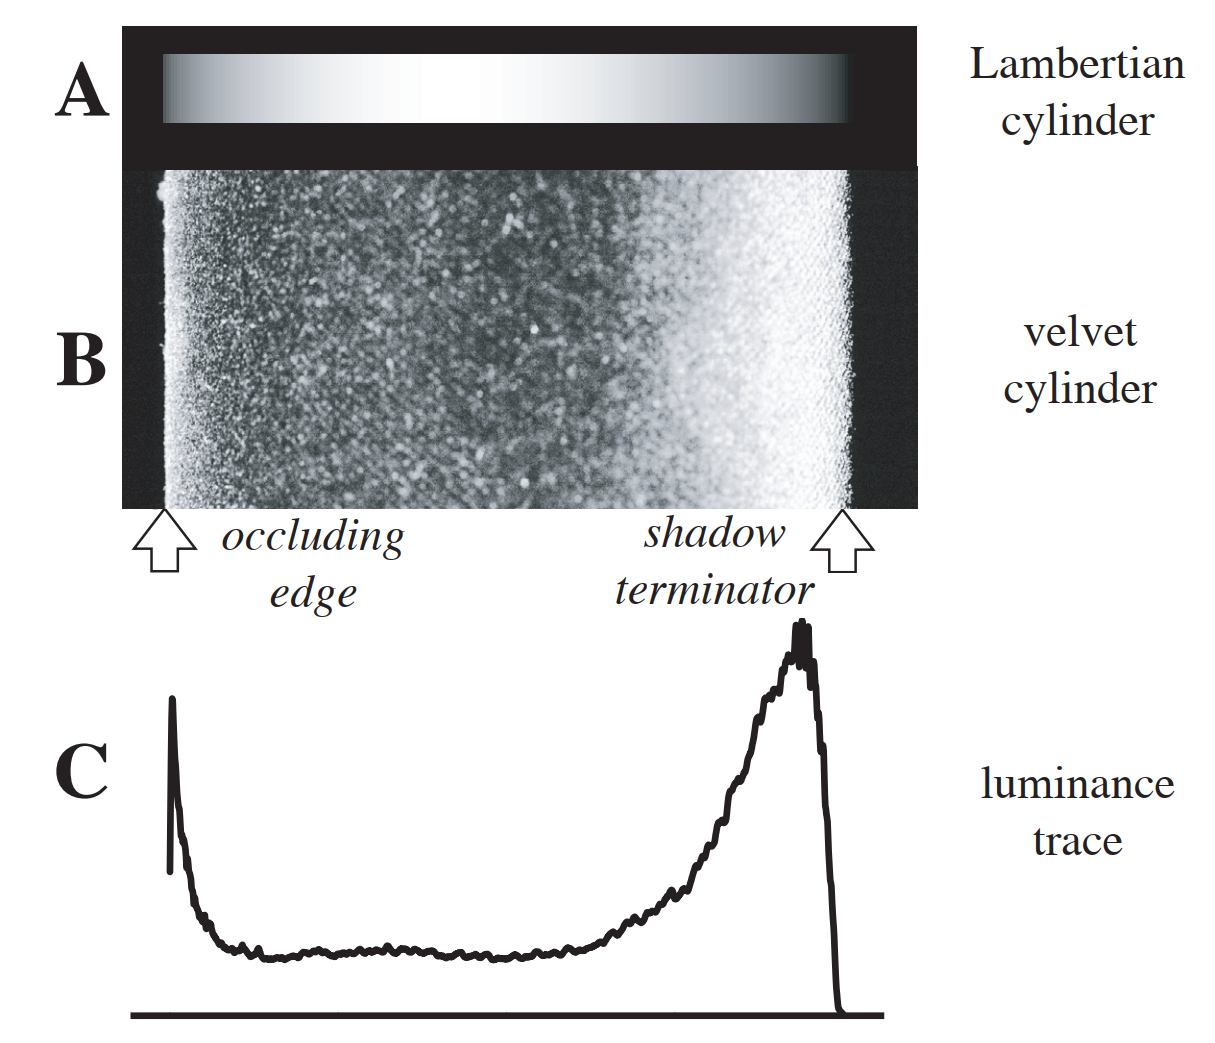 A
Lambertian
cylinder
B
velvet
cylinder
occluding
edge
shadow
terminator
C
luminance
trace